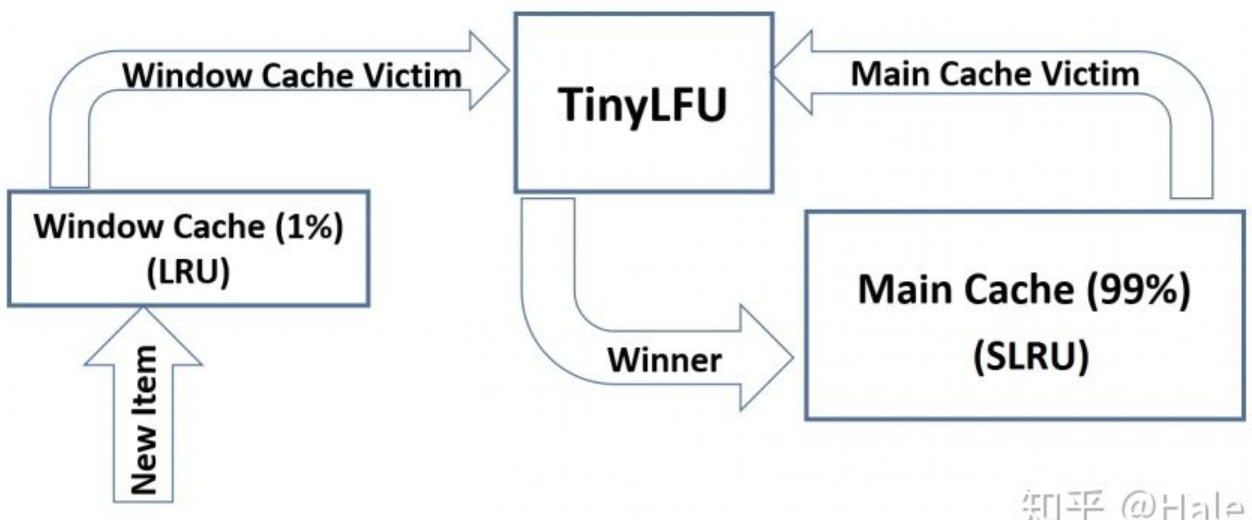 Window Cache Victim
TinyLFU
Main Cache Victim
Window Cache (1%)
(LRU)
Main Cache (99%)
(SLRU)
Winner
New Item
知乎 @Hale